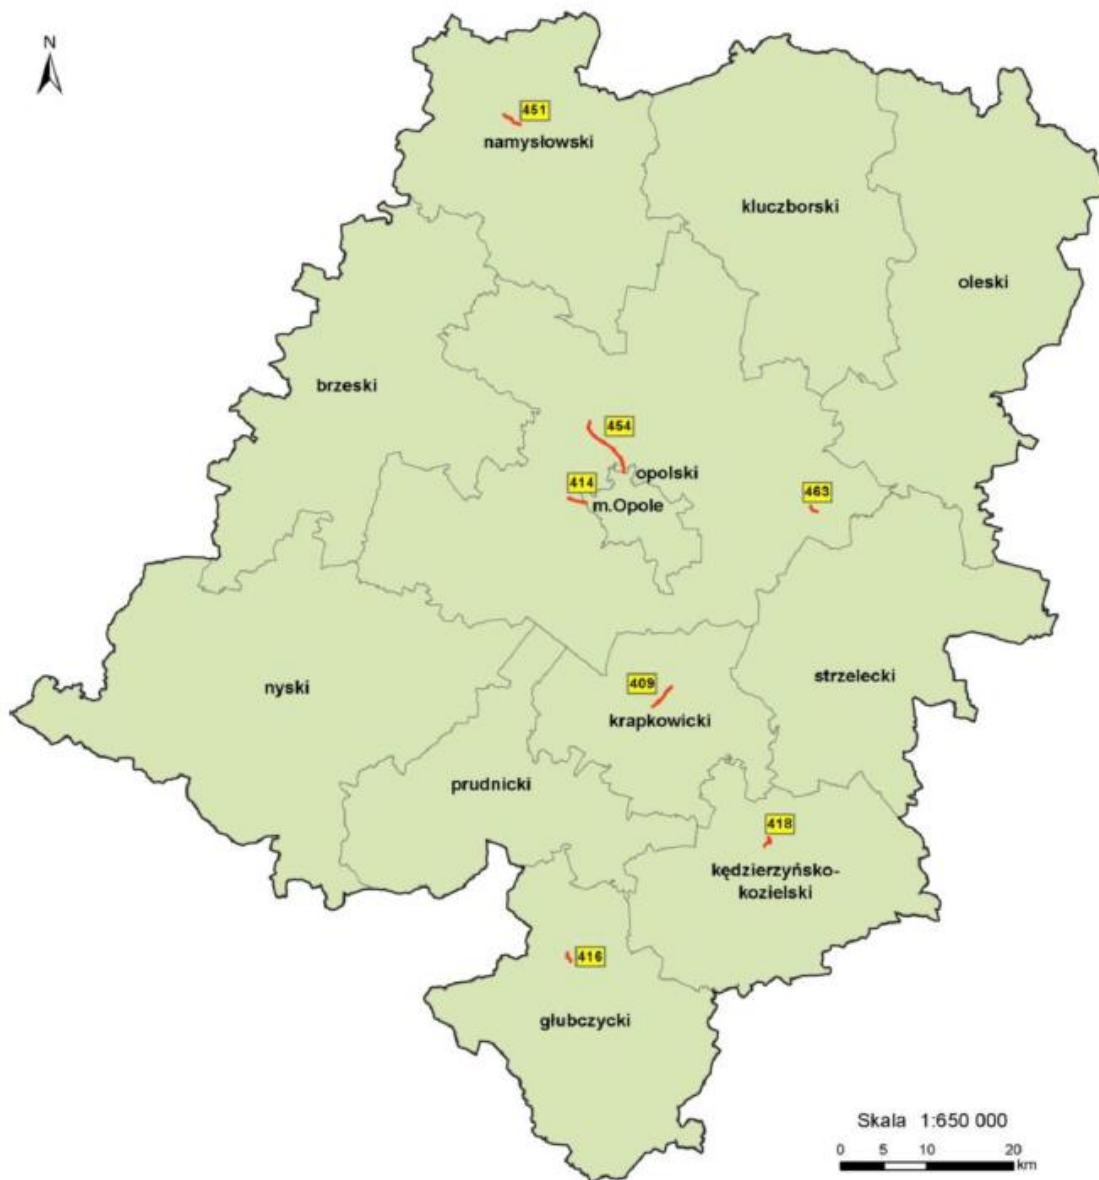 N
451
namysłowski
kluczborski
oleski
brzeski
454
opolski
414
m.Opole
463
nyski
strzelecki
409
krapkowicki
prudnicki
418
kędzierzyńsko-
kozielski
416
głubczycki
Skala 1:650 000
0 5 10 20
km